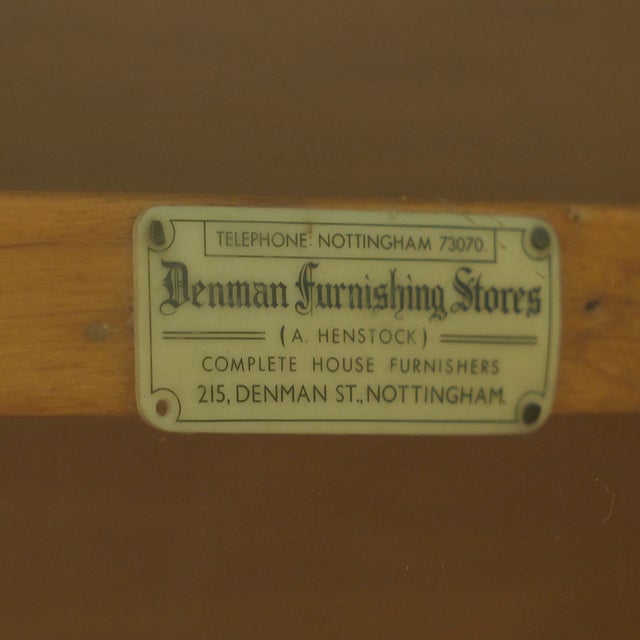 TELEPHONE: NOTTINGHAM 73070.
Denman Furnishing Stores
(A. HENSTOCK)
COMPLETE HOUSE FURNISHERS
215, DENMAN ST., NOTTINGHAM.